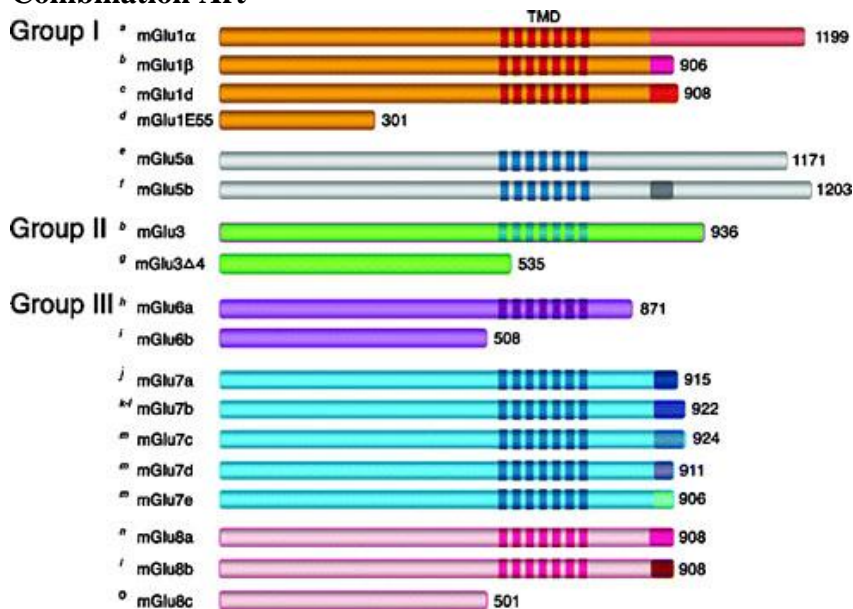 TMD
Group I a mGlu1α 1199
b mGlu1β 906
c mGlu1d 908
d mGlu1E55 301
e mGlu5a 1171
f mGlu5b 1203
Group II b mGlu3 936
g mGlu3Δ4 535
Group III h mGlu6a 871
i mGlu6b 508
j mGlu7a 915
k-l mGlu7b 922
m mGlu7c 924
m mGlu7d 911
m mGlu7e 906
n mGlu8a 908
l mGlu8b 908
o mGlu8c 501